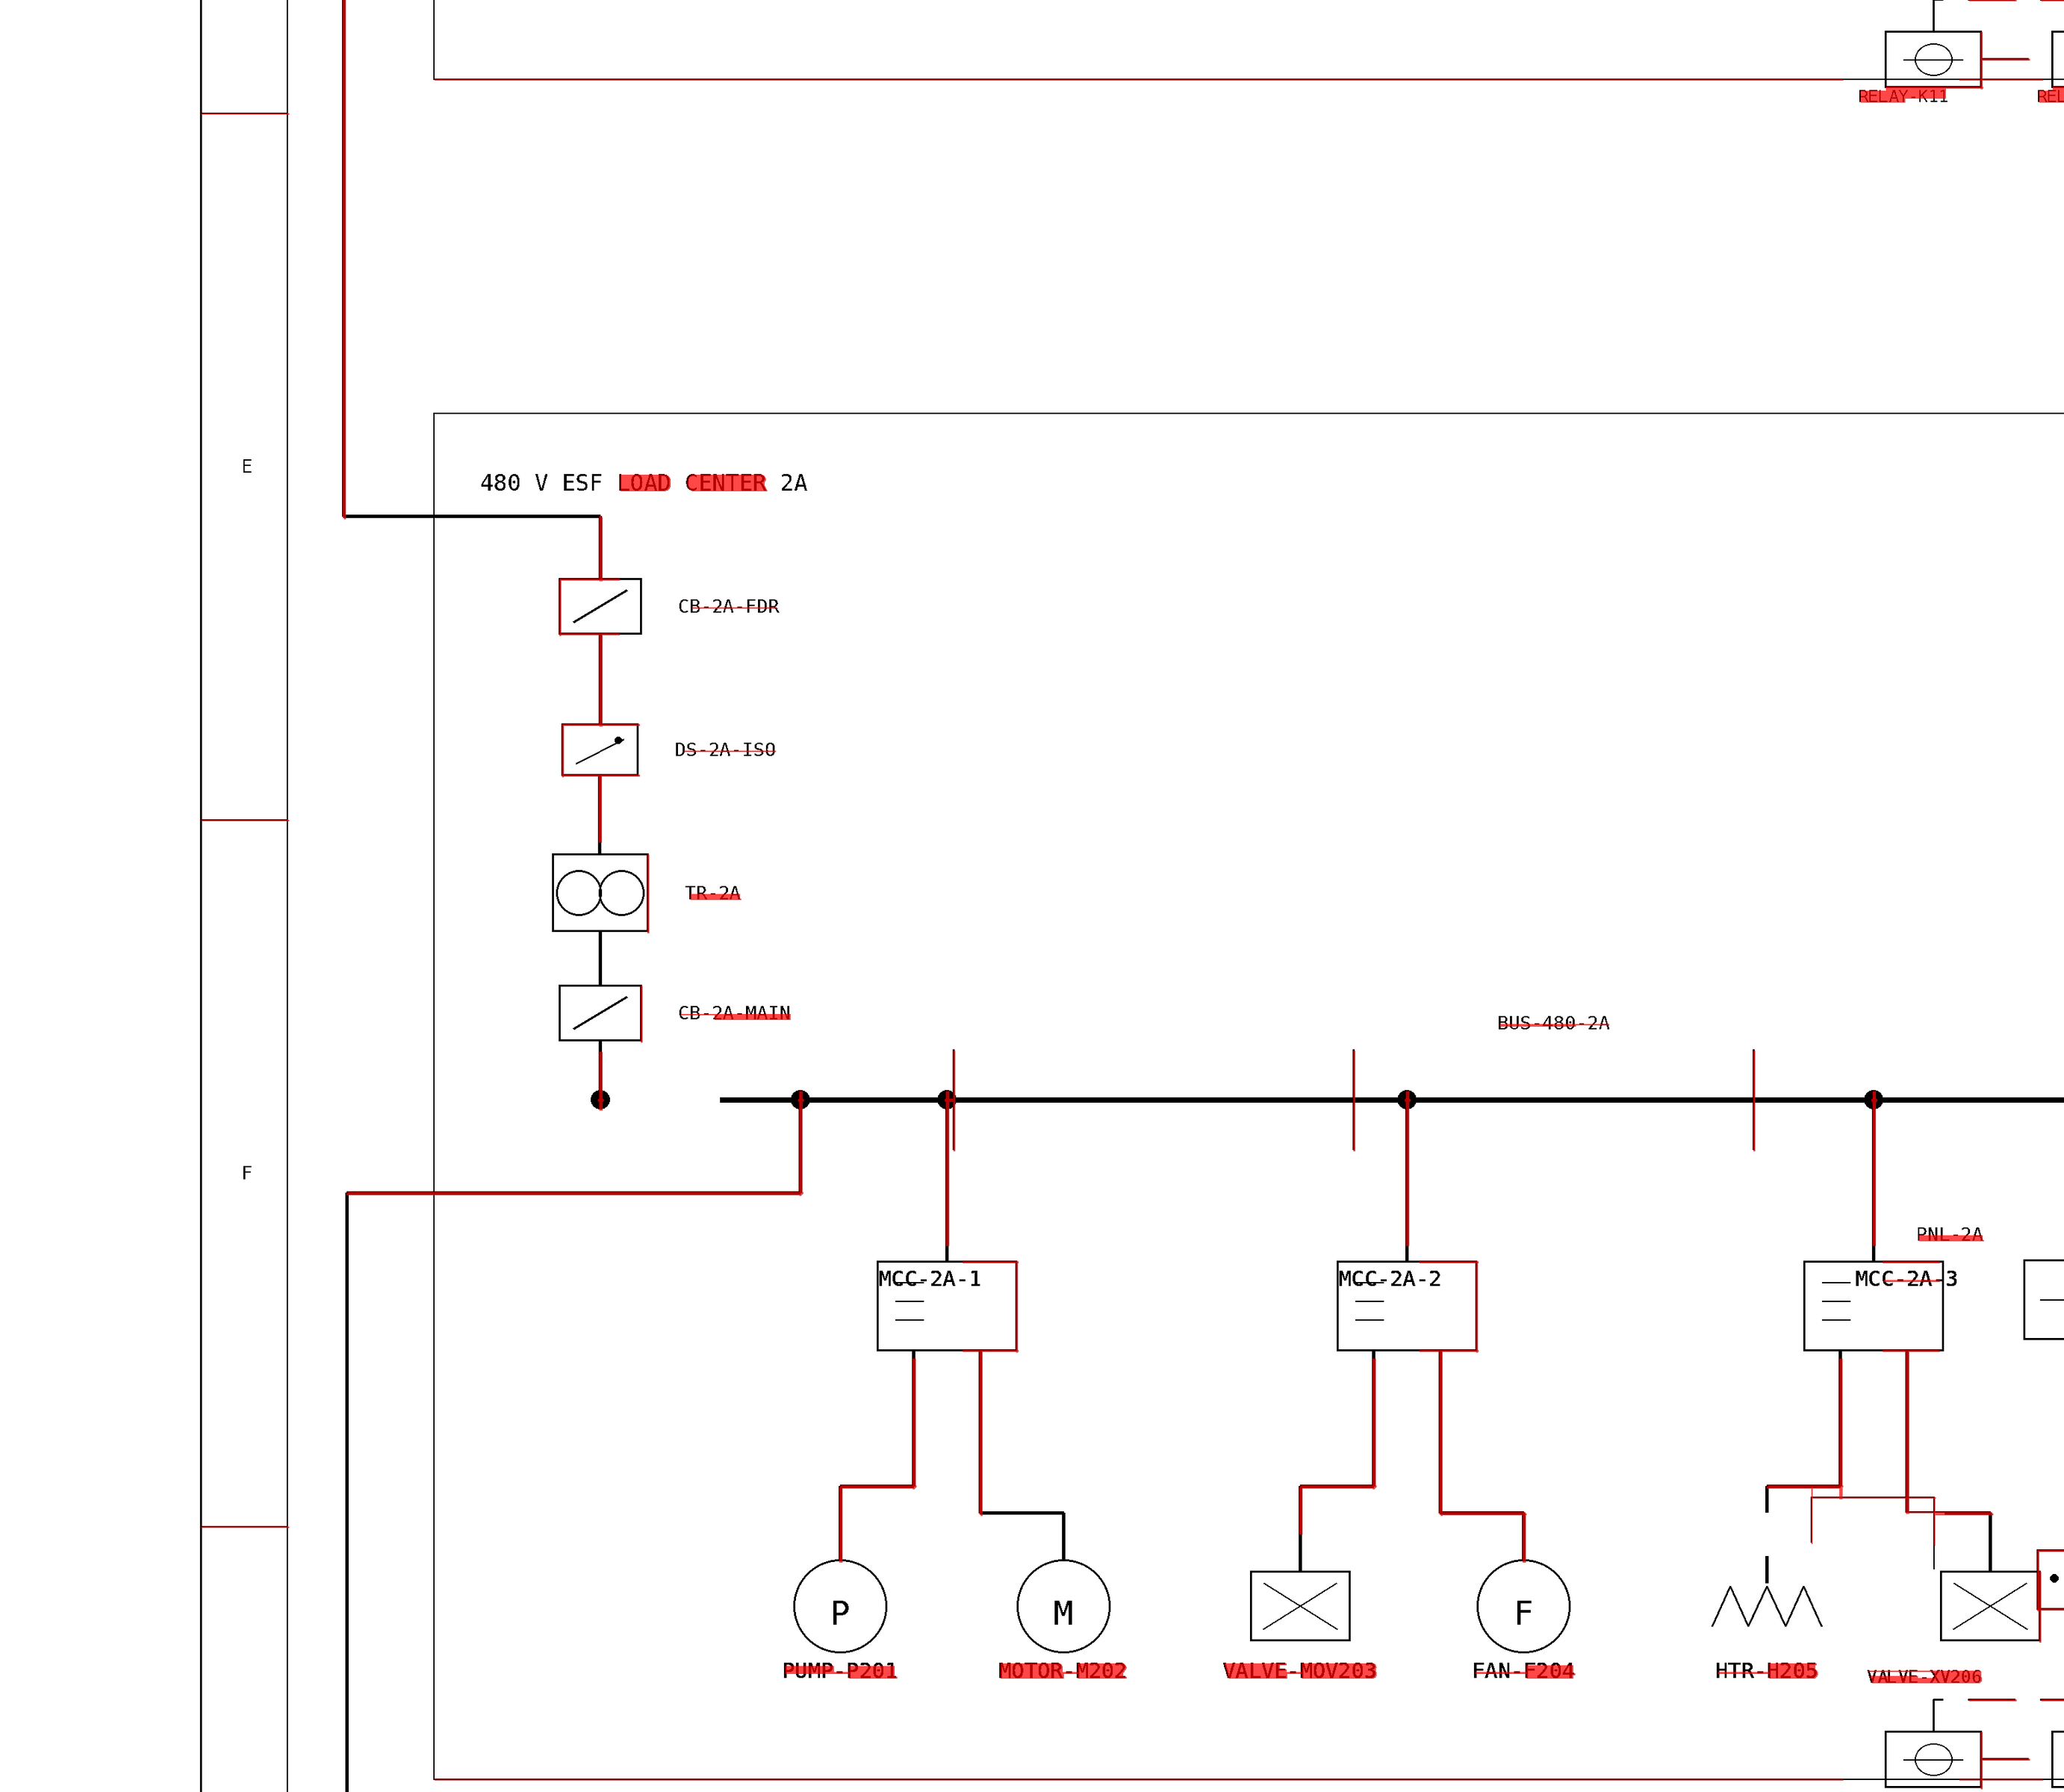 RELAY-K11
REL
E
480 V ESF LOAD CENTER 2A
CB-2A-FDR
DS-2A-ISO
TR-2A
CB-2A-MAIN
BUS-480-2A
F
PNL-2A
MCC-2A-1
MCC-2A-2
MCC-2A-3
P
M
F
PUMP-P201
MOTOR-M202
VALVE-MOV203
FAN-F204
HTR-H205
VALVE-XV206